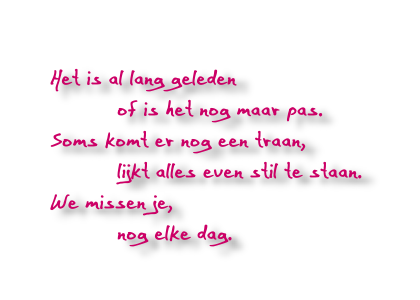 Het is al lang geleden
of is het nog maar pas.
Soms komt er nog een traan,
lijkt alles even stil te staan.
We missen je,
nog elke dag.